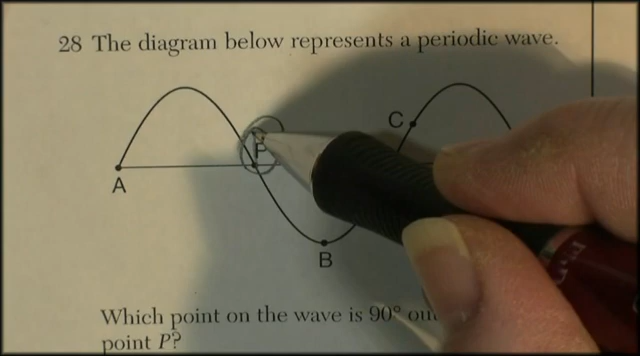 28 The diagram below represents a periodic wave.
C
P
A
B
Which point on the wave is 90°
point P?